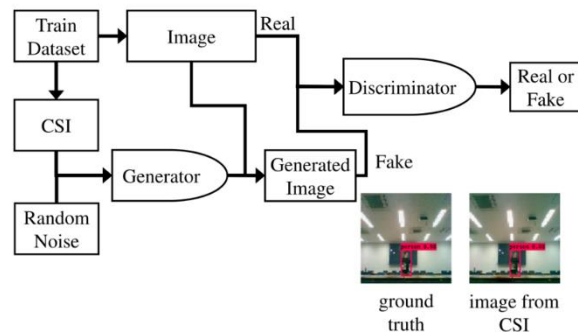 Train
Dataset
Image
Real
Discriminator
Real or
Fake
CSI
Generator
Generated
Image
Fake
Random
Noise
ground
truth
image from
CSI